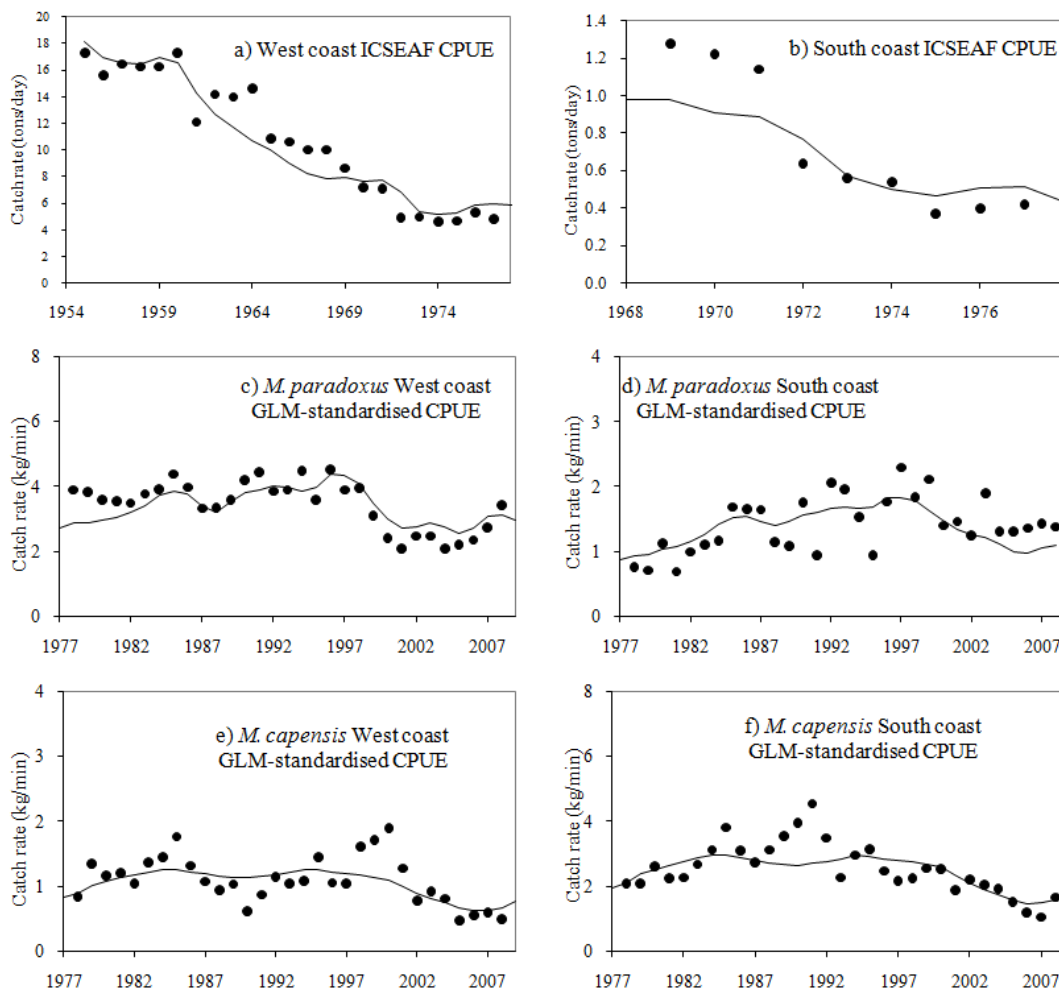 a) West coast ICSEAF CPUE
Catch rate (tons/day)
20
18
16
14
12
10
8
6
4
2
0
1954 1959 1964 1969 1974
b) South coast ICSEAF CPUE
Catch rate (tons/day)
1.4
1.2
1.0
0.8
0.6
0.4
0.2
0.0
1968 1970 1972 1974 1976
c) M. paradoxus West coast
GLM-standardised CPUE
Catch rate (kg/min)
8
6
4
2
0
1977 1982 1987 1992 1997 2002 2007
d) M. paradoxus South coast
GLM-standardised CPUE
Catch rate (kg/min)
4
3
2
1
0
1977 1982 1987 1992 1997 2002 2007
e) M. capensis West coast
GLM-standardised CPUE
Catch rate (kg/min)
4
3
2
1
0
1977 1982 1987 1992 1997 2002 2007
f) M. capensis South coast
GLM-standardised CPUE
Catch rate (kg/min)
8
6
4
2
0
1977 1982 1987 1992 1997 2002 2007